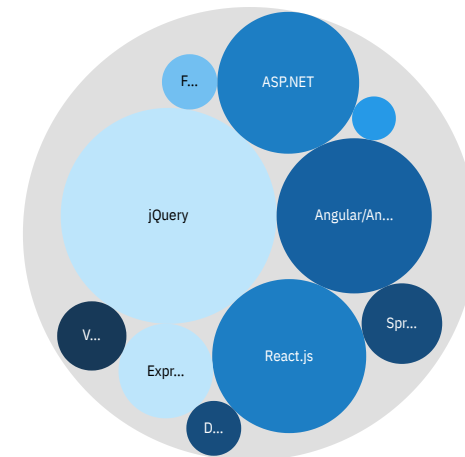 F...
ASP.NET
jQuery
Angular/An...
Spr...
V...
React.js
Expr...
D...